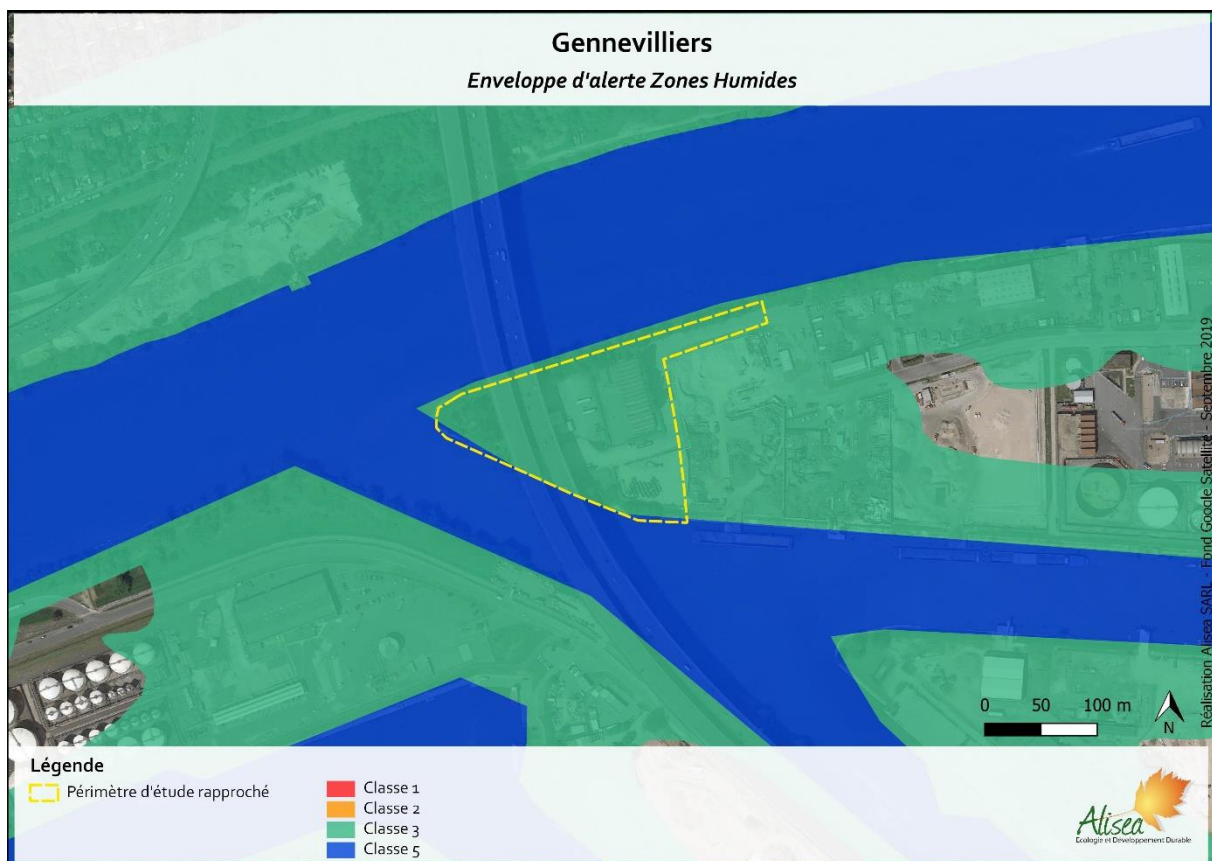 Gennevilliers
Enveloppe d'alerte Zones Humides
Réalisation Alisea SARL - Fond Google Satellite - Septembre 2019
0 50 100 m
N
Légende
Périmètre d'étude rapproché
Classe 1
Classe 2
Classe 3
Classe 5
Alisea
Ecologie et Développement Durable